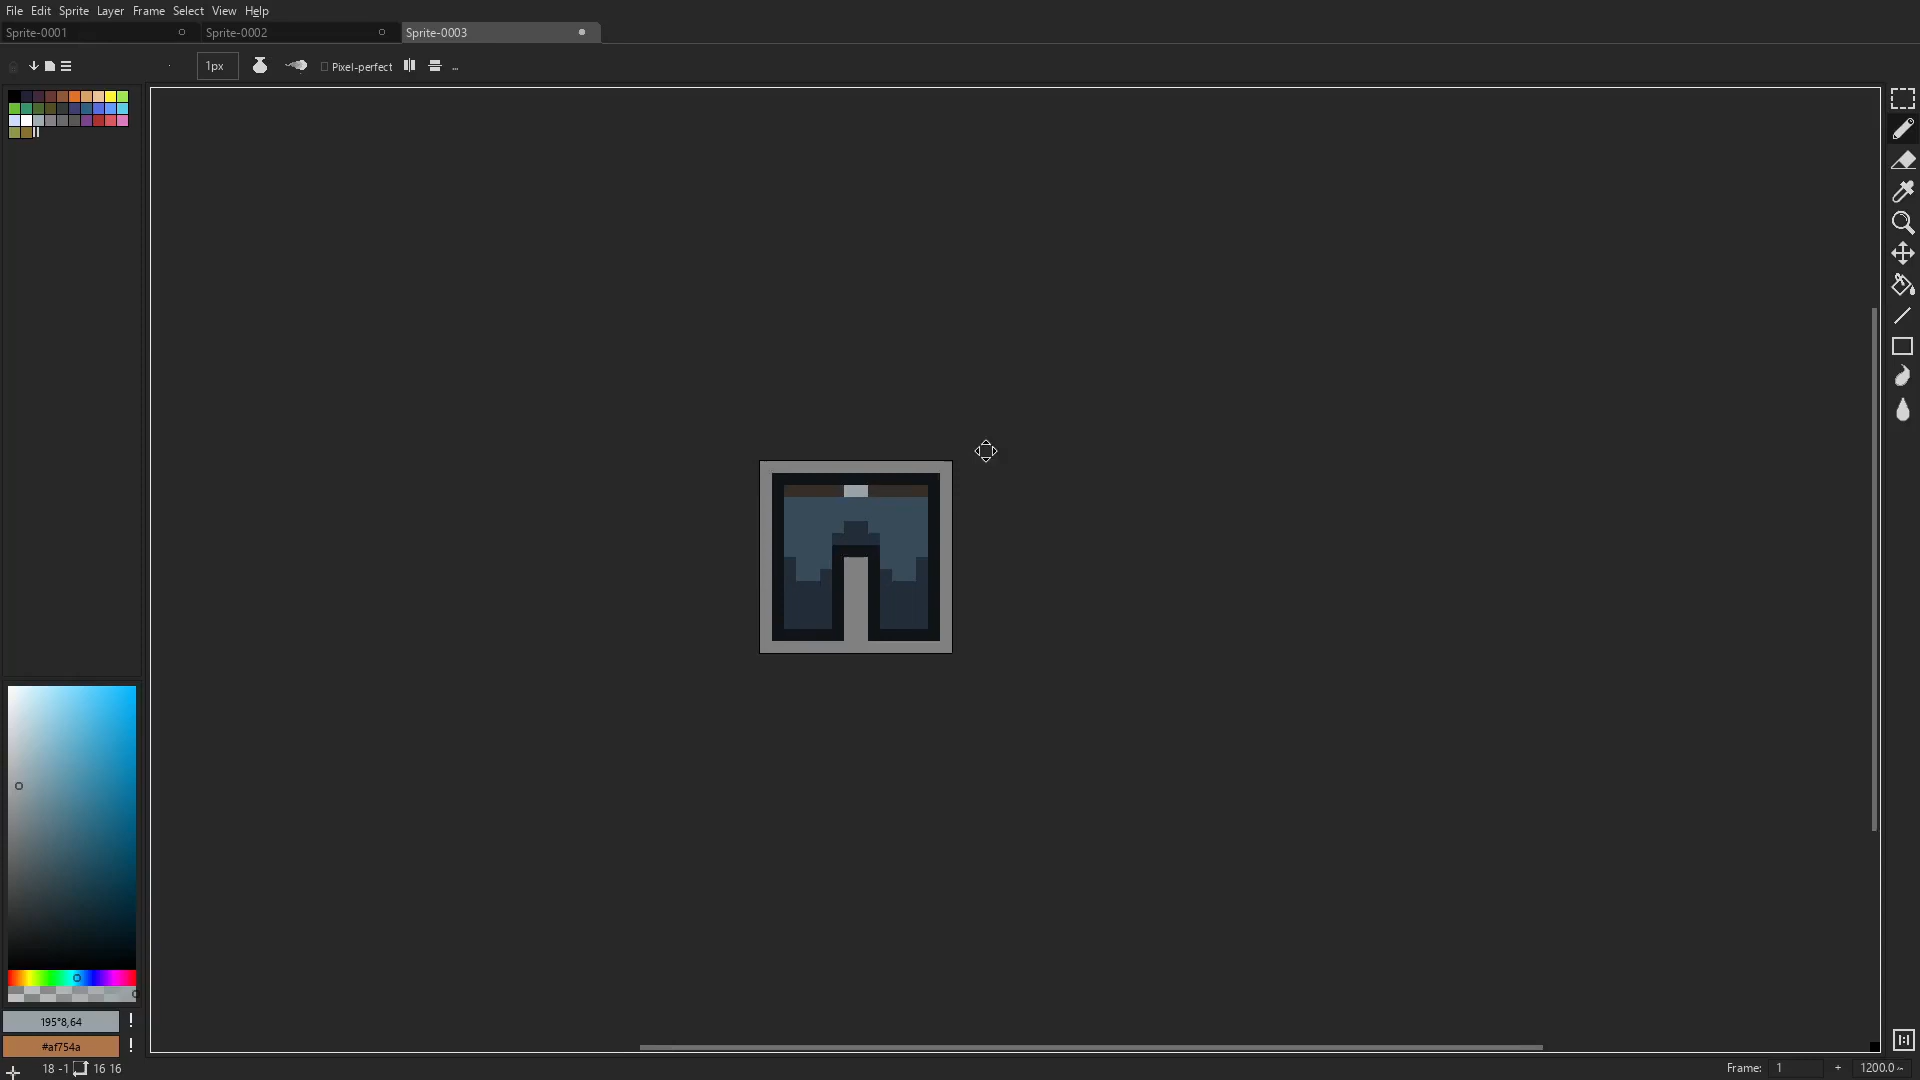 File Edit Sprite Layer Frame Select View Help
Sprite-0001 Sprite-0002 Sprite-0003
1px Pixel-perfect ...
195°8,64 !
#af754a !
18 -1 16 16 Frame: 1 + 1200.0